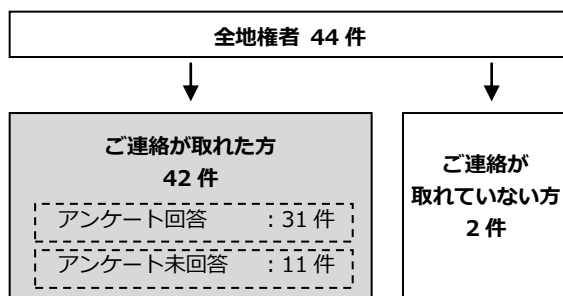 全地権者 44 件
ご連絡が取れた方
42 件
アンケート回答 :31 件
アンケート未回答 :11 件
ご連絡が
取れていない方
2 件